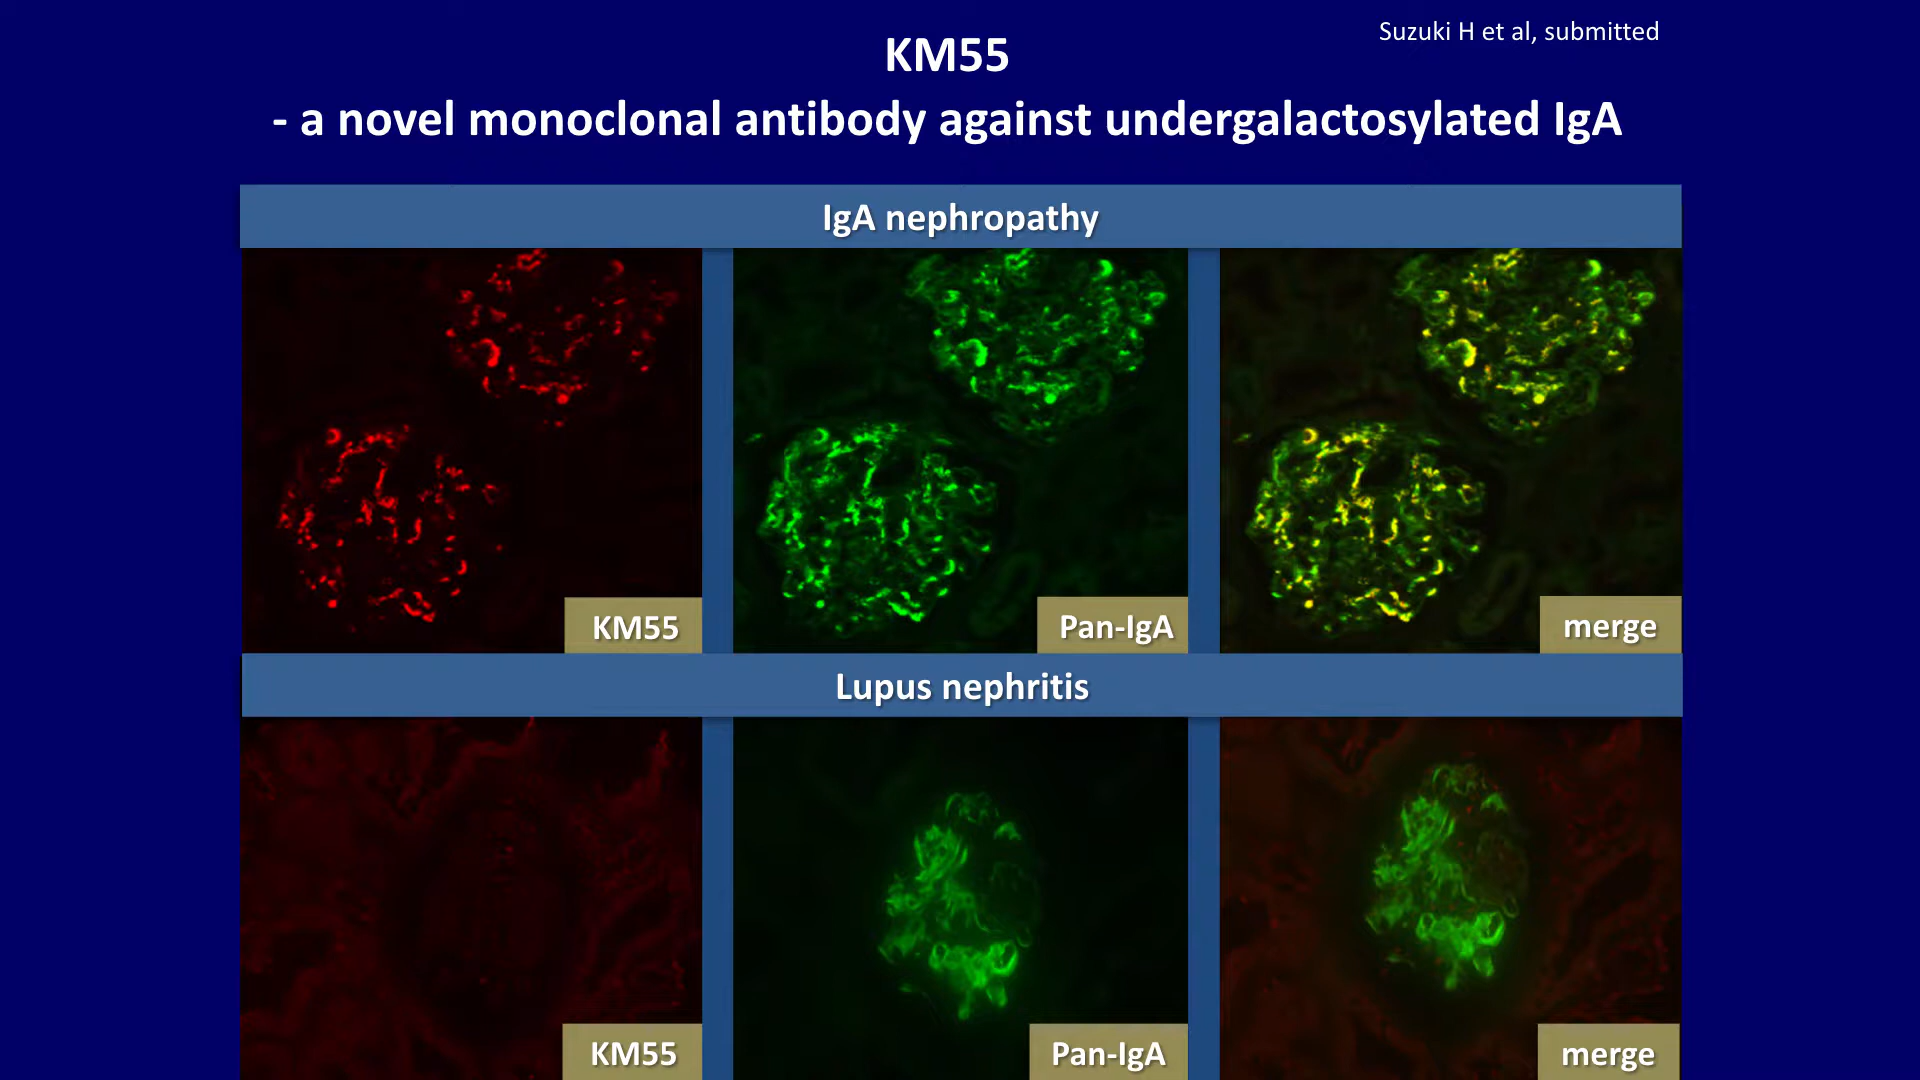 Suzuki H et al, submitted
KM55
- a novel monoclonal antibody against undergalactosylated IgA
IgA nephropathy
KM55
Pan-IgA
merge
Lupus nephritis
KM55
Pan-IgA
merge